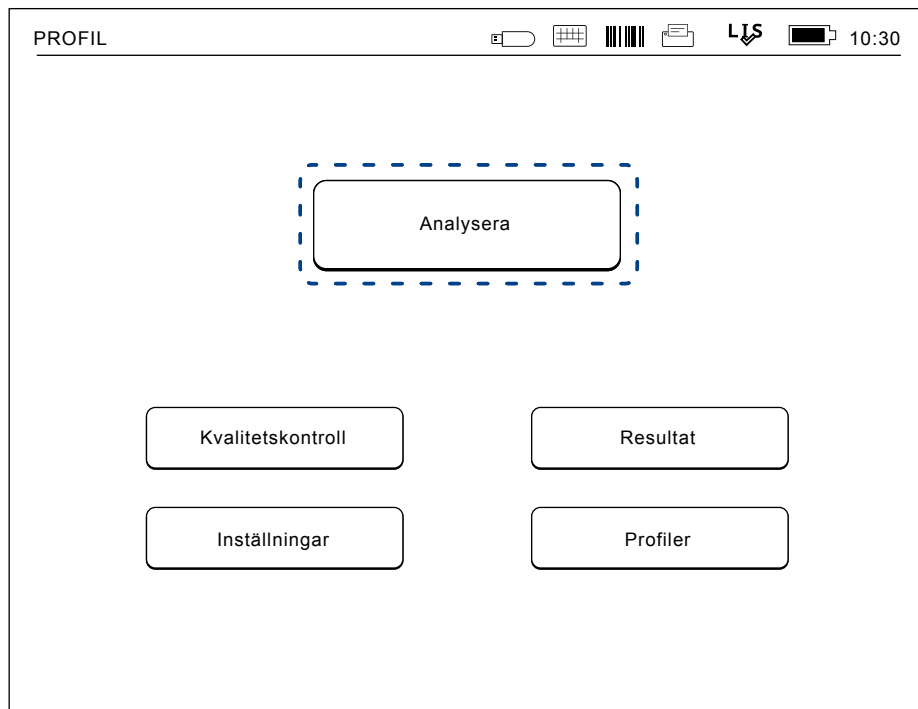 PROFIL LIS 10:30
Analysera
Kvalitetskontroll Resultat
Inställningar Profiler